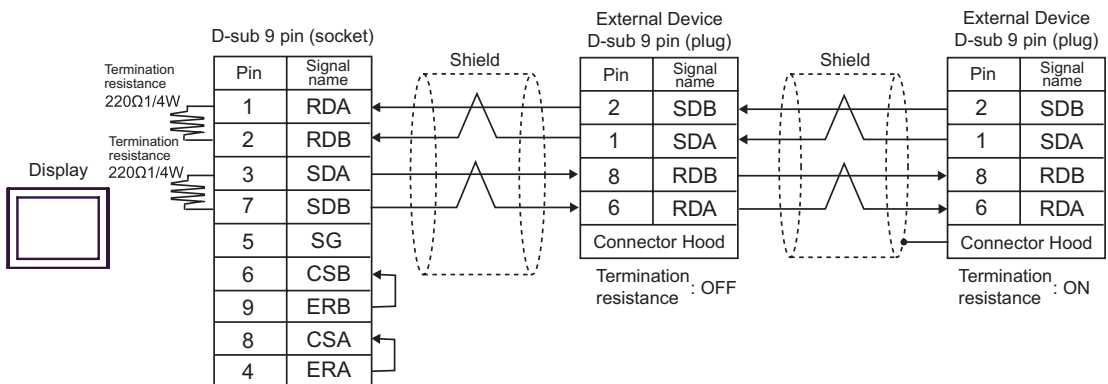 External Device
D-sub 9 pin (plug)
External Device
D-sub 9 pin (plug)
D-sub 9 pin (socket)
Shield
Shield
Termination
resistance
220Ω1/4W
Termination
resistance
220Ω1/4W
Display
Pin Signal name
1 RDA
2 RDB
3 SDA
7 SDB
5 SG
6 CSB
9 ERB
8 CSA
4 ERA
Pin Signal name
2 SDB
1 SDA
8 RDB
6 RDA
Connector Hood
Termination
resistance : OFF
Pin Signal name
2 SDB
1 SDA
8 RDB
6 RDA
Connector Hood
Termination
resistance : ON